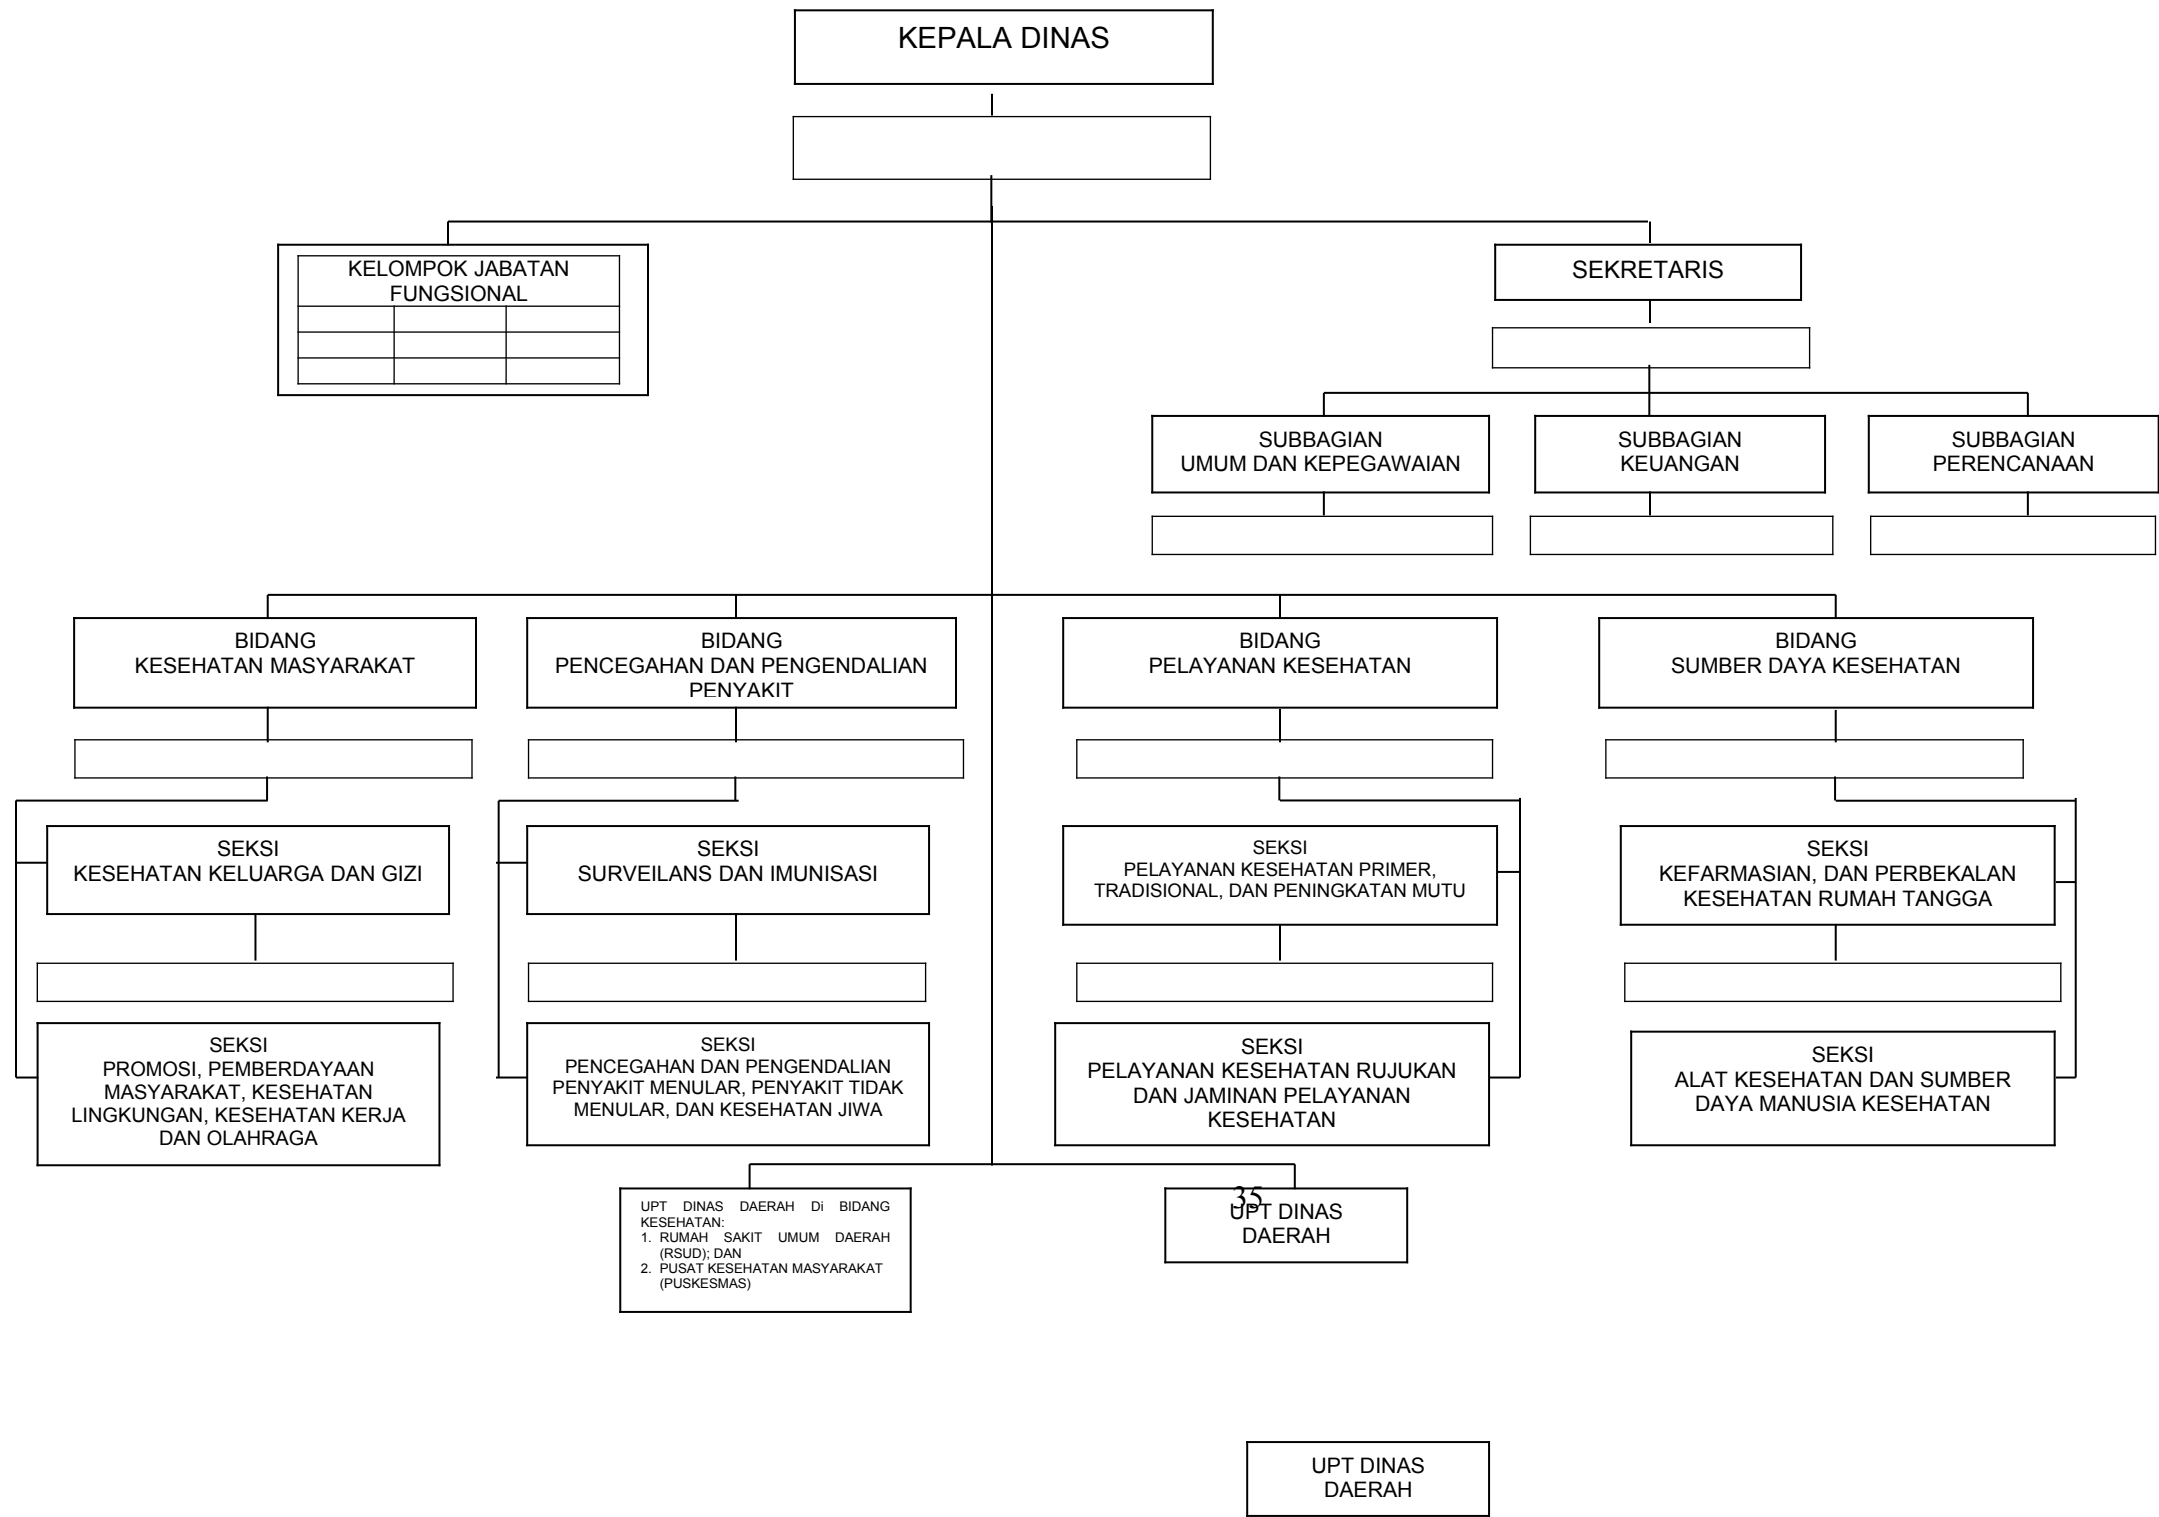 KEPALA DINAS
KELOMPOK JABATAN
FUNGSIONAL
SEKRETARIS
SUBBAGIAN
UMUM DAN KEPEGAWAIAN
SUBBAGIAN
KEUANGAN
SUBBAGIAN
PERENCANAAN
BIDANG
KESEHATAN MASYARAKAT
BIDANG
PENCEGAHAN DAN PENGENDALIAN
PENYAKIT
BIDANG
PELAYANAN KESEHATAN
BIDANG
SUMBER DAYA KESEHATAN
SEKSI
KESEHATAN KELUARGA DAN GIZI
SEKSI
SURVEILANS DAN IMUNISASI
SEKSI
PELAYANAN KESEHATAN PRIMER,
TRADISIONAL, DAN PENINGKATAN MUTU
SEKSI
KEFARMASIAN, DAN PERBEKALAN
KESEHATAN RUMAH TANGGA
SEKSI
PROMOSI, PEMBERDAYAAN
MASYARAKAT, KESEHATAN
LINGKUNGAN, KESEHATAN KERJA
DAN OLAHRAGA
SEKSI
PENCEGAHAN DAN PENGENDALIAN
PENYAKIT MENULAR, PENYAKIT TIDAK
MENULAR, DAN KESEHATAN JIWA
SEKSI
PELAYANAN KESEHATAN RUJUKAN
DAN JAMINAN PELAYANAN
KESEHATAN
SEKSI
ALAT KESEHATAN DAN SUMBER
DAYA MANUSIA KESEHATAN
UPT DINAS DAERAH Di BIDANG
KESEHATAN:
1. RUMAH SAKIT UMUM DAERAH
(RSUD); DAN
2. PUSAT KESEHATAN MASYARAKAT
(PUSKESMAS)
35
UPT DINAS
DAERAH
UPT DINAS
DAERAH